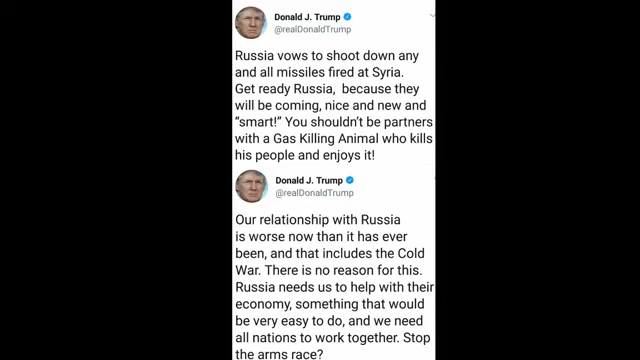 Donald J. Trump
@realDonaldTrump
Russia vows to shoot down any
and all missiles fired at Syria.
Get ready Russia, because they
will be coming, nice and new and
“smart!” You shouldn’t be partners
with a Gas Killing Animal who kills
his people and enjoys it!
Donald J. Trump
@realDonaldTrump
Our relationship with Russia
is worse now than it has ever
been, and that includes the Cold
War. There is no reason for this.
Russia needs us to help with their
economy, something that would
be very easy to do, and we need
all nations to work together. Stop
the arms race?